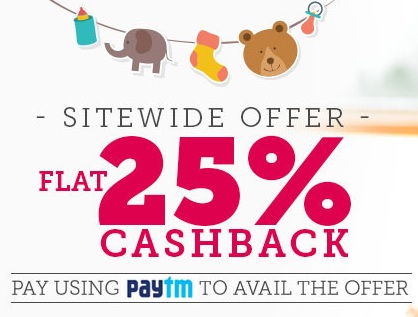 - SITEWIDE OFFER -
FLAT 25%
CASHBACK
PAY USING paytm TO AVAIL THE OFFER